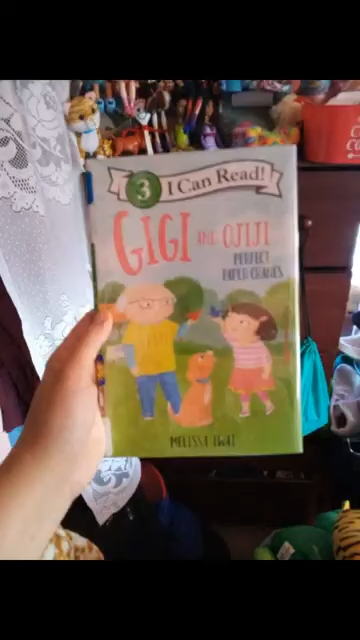 3 I Can Read!
GIGI AND OJIJI
PERFECT
PAPER CRANES
MELISSA IWAI